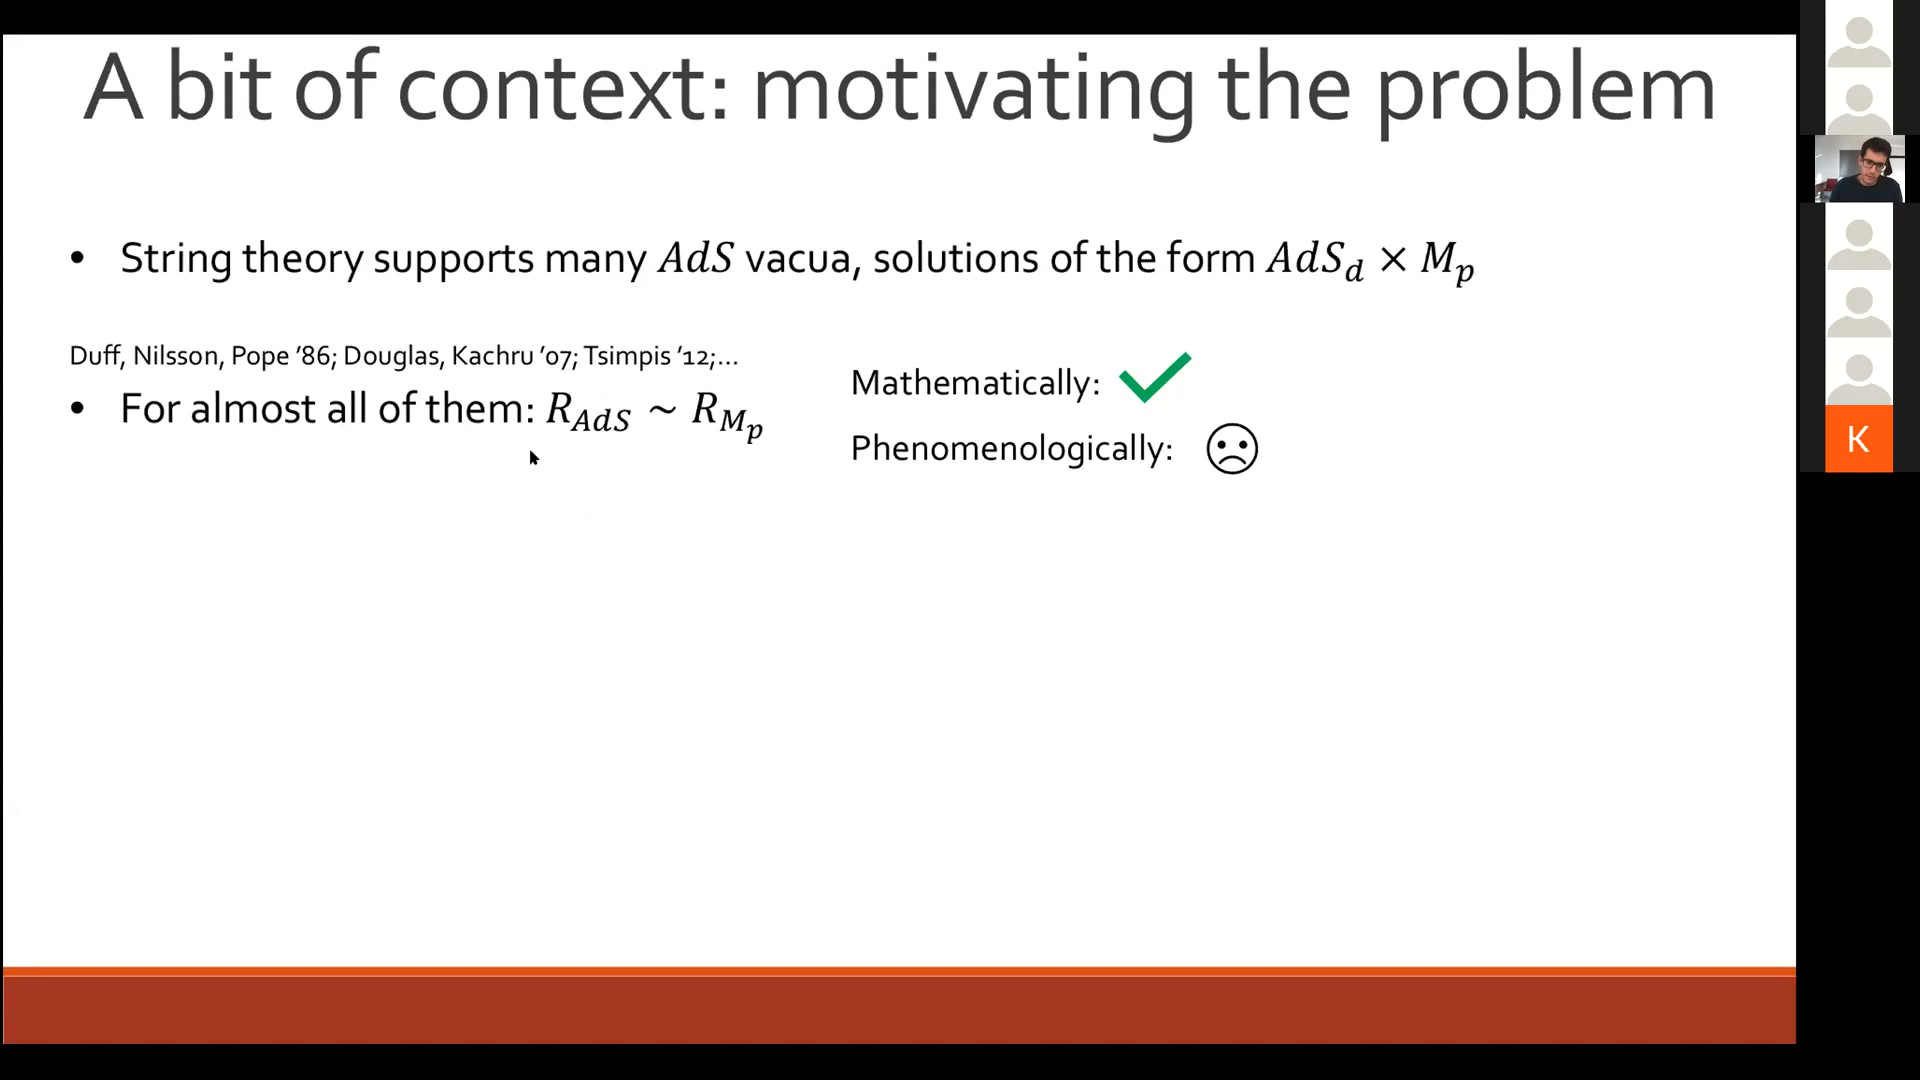 A bit of context: motivating the problem
• String theory supports many AdS vacua, solutions of the form AdS_d × M_p
Duff, Nilsson, Pope ’86; Douglas, Kachru ’07; Tsimpis ’12;…
• For almost all of them: R_AdS ~ R_M_p
Mathematically:
Phenomenologically:
K